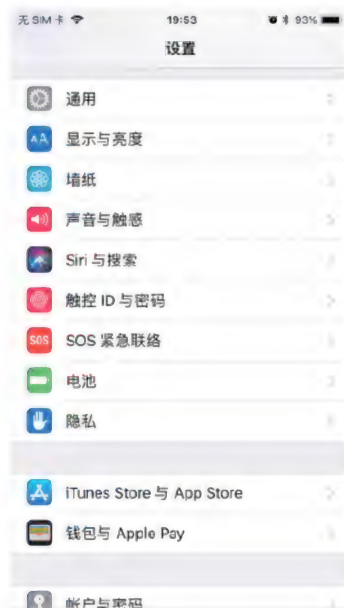 无 SIM 卡 19:53 93%
设置
通用
AA 显示与亮度
墙纸
声音与触感
Siri 与搜索
触控 ID 与密码
SOS SOS 紧急联络
电池
隐私
iTunes Store 与 App Store
钱包与 Apple Pay
帐户与密码